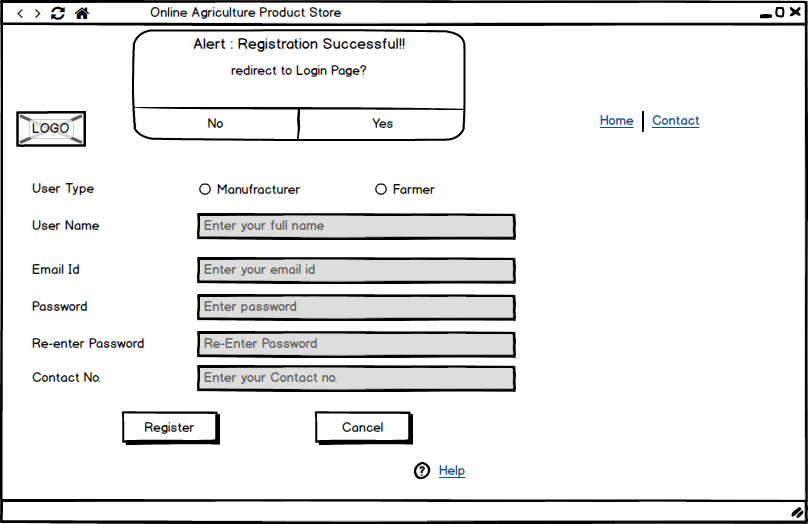 Online Agriculture Product Store
Alert : Registration Successful!!
redirect to Login Page?
No Yes
LOGO
Home Contact
User Type Manufracturer Farmer
User Name Enter your full name
Email Id Enter your email id
Password Enter password
Re-enter Password Re-Enter Password
Contact No. Enter your Contact no.
Register Cancel
? Help